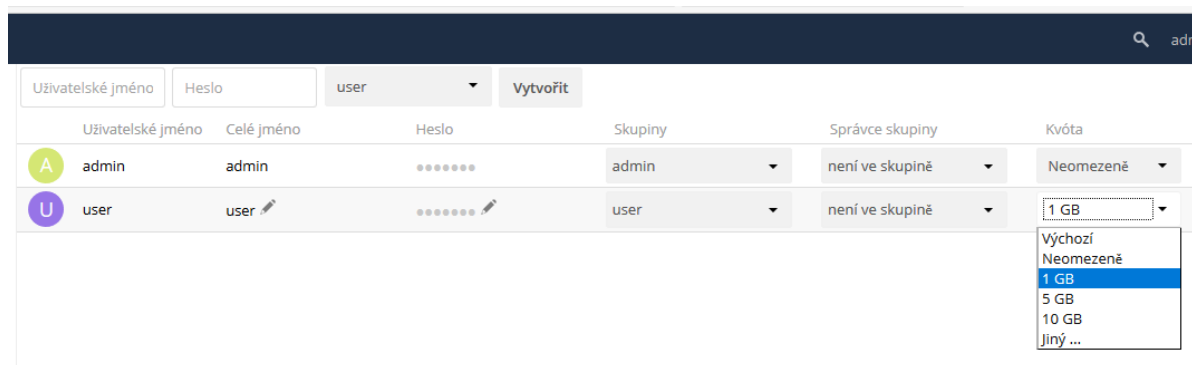 adr
Uživatelské jméno Heslo user Vytvořit
Uživatelské jméno Celé jméno Heslo Skupiny Správce skupiny Kvóta
A admin admin admin není ve skupině Neomezeně
U user user user není ve skupině 1 GB
Výchozí
Neomezeně
1 GB
5 GB
10 GB
Jiný ...